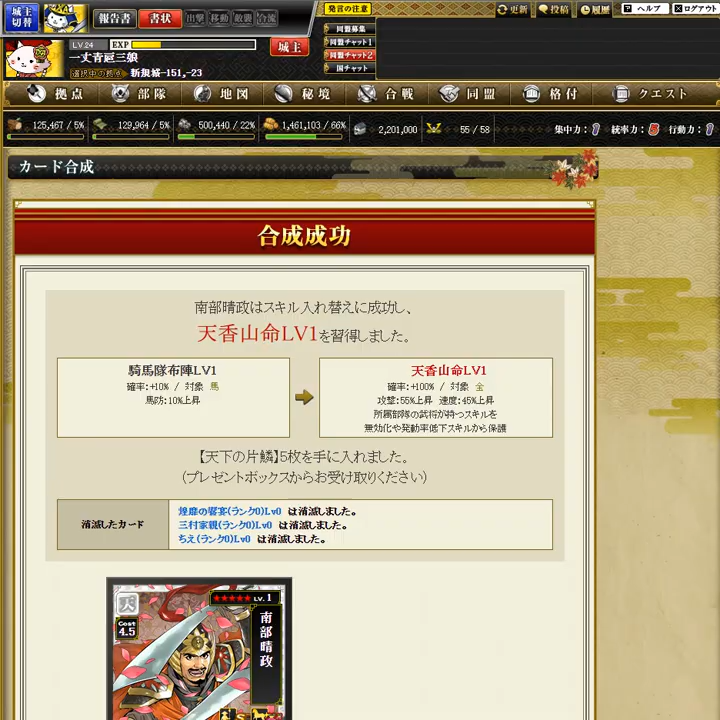 城主
切替
報告書
書状
出撃
移動
散策
合流
LV.24 EXP
城主
一丈青扈三娘
選択中の拠点 新規城-151,-23
発言の注意
同盟募集
同盟チャット1
同盟チャット2
国チャット
更新
投稿
履歴
? ヘルプ
ログアウト
拠点
部隊
地図
秘境
合戦
同盟
格付
クエスト
125,467 / 5%
129,964 / 5%
500,440 / 22%
1,461,103 / 66%
2,201,000
55 / 58
集中力:
統率力:
行動力:
カード合成
合成成功
南部晴政はスキル入れ替えに成功し、
天香山命LV1を習得しました。
騎馬隊布陣LV1
確率:+10% / 対象 馬
馬防:10%上昇
天香山命LV1
確率:+100% / 対象 全
攻撃:55%上昇 速度:45%上昇
所属部隊の武将が持つスキルを
無効化や発動率低下スキルから保護
【天下の片鱗】5枚を手に入れました。
(プレゼントボックスからお受け取りください)
消滅したカード
煌靡の饗宴(ランク0)Lv0 は消滅しました。
三村家親(ランク0)Lv0 は消滅しました。
ちえ(ランク0)Lv0 は消滅しました。
天
★★★★★ LV.1
Cost
4.5
南部晴政